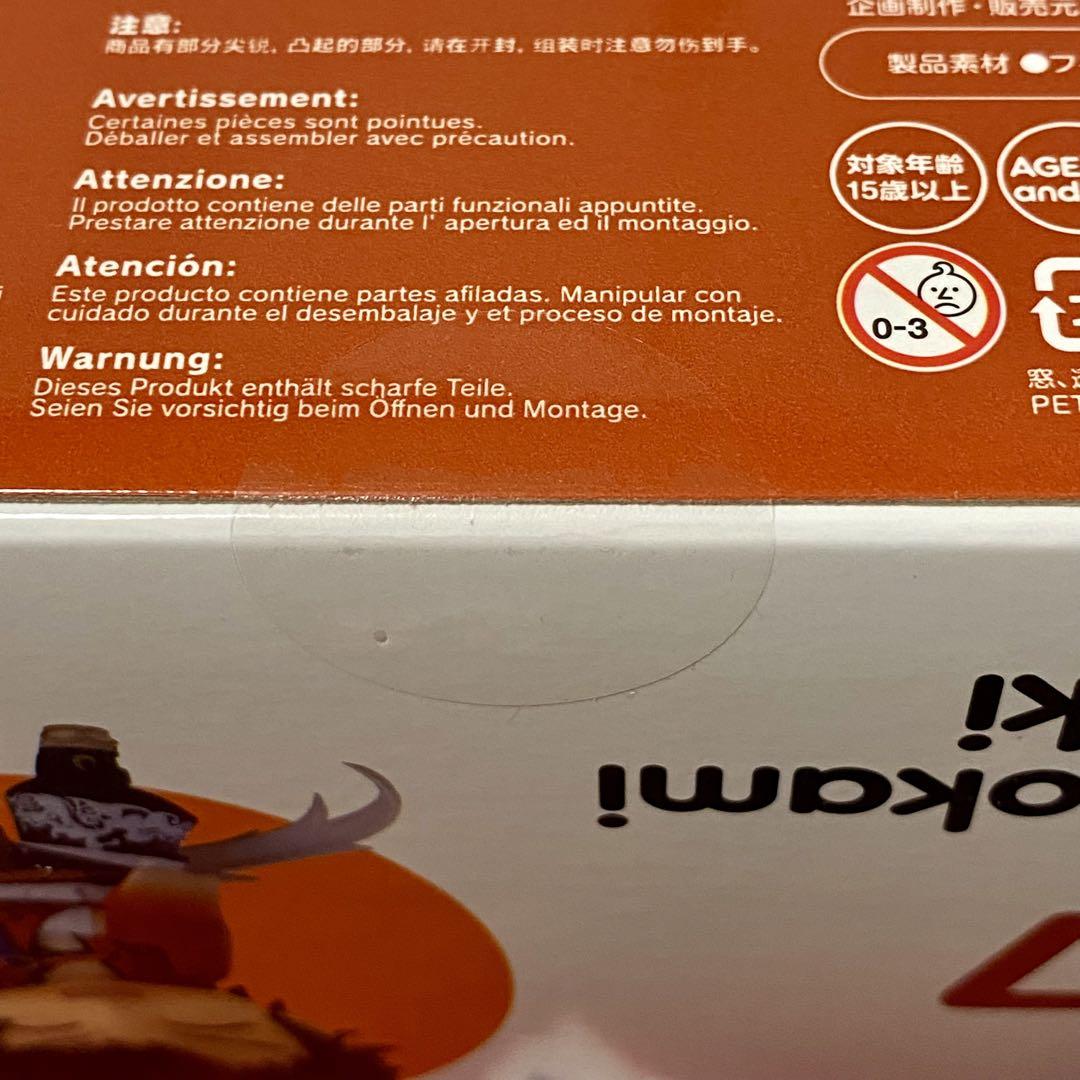 注意:
商品有部分尖锐, 凸起的部分, 请在开封, 组装时注意勿伤到手。
Avertissement:
Certaines pièces sont pointues.
Déballer et assembler avec précaution.
Attenzione:
Il prodotto contiene delle parti funzionali appuntite.
Prestare attenzione durante l' apertura ed il montaggio.
Atención:
Este producto contiene partes afiladas. Manipular con
cuidado durante el desembalaje y et proceso de montaje.
Warnung:
Dieses Produkt enthält scharfe Teile.
Seien Sie vorsichtig beim Öffnen und Montage.
企画制作・販売元
製品素材 ●フ
対象年齢
15歳以上
AGE
and
0-3
窓、
PET
ki
okami